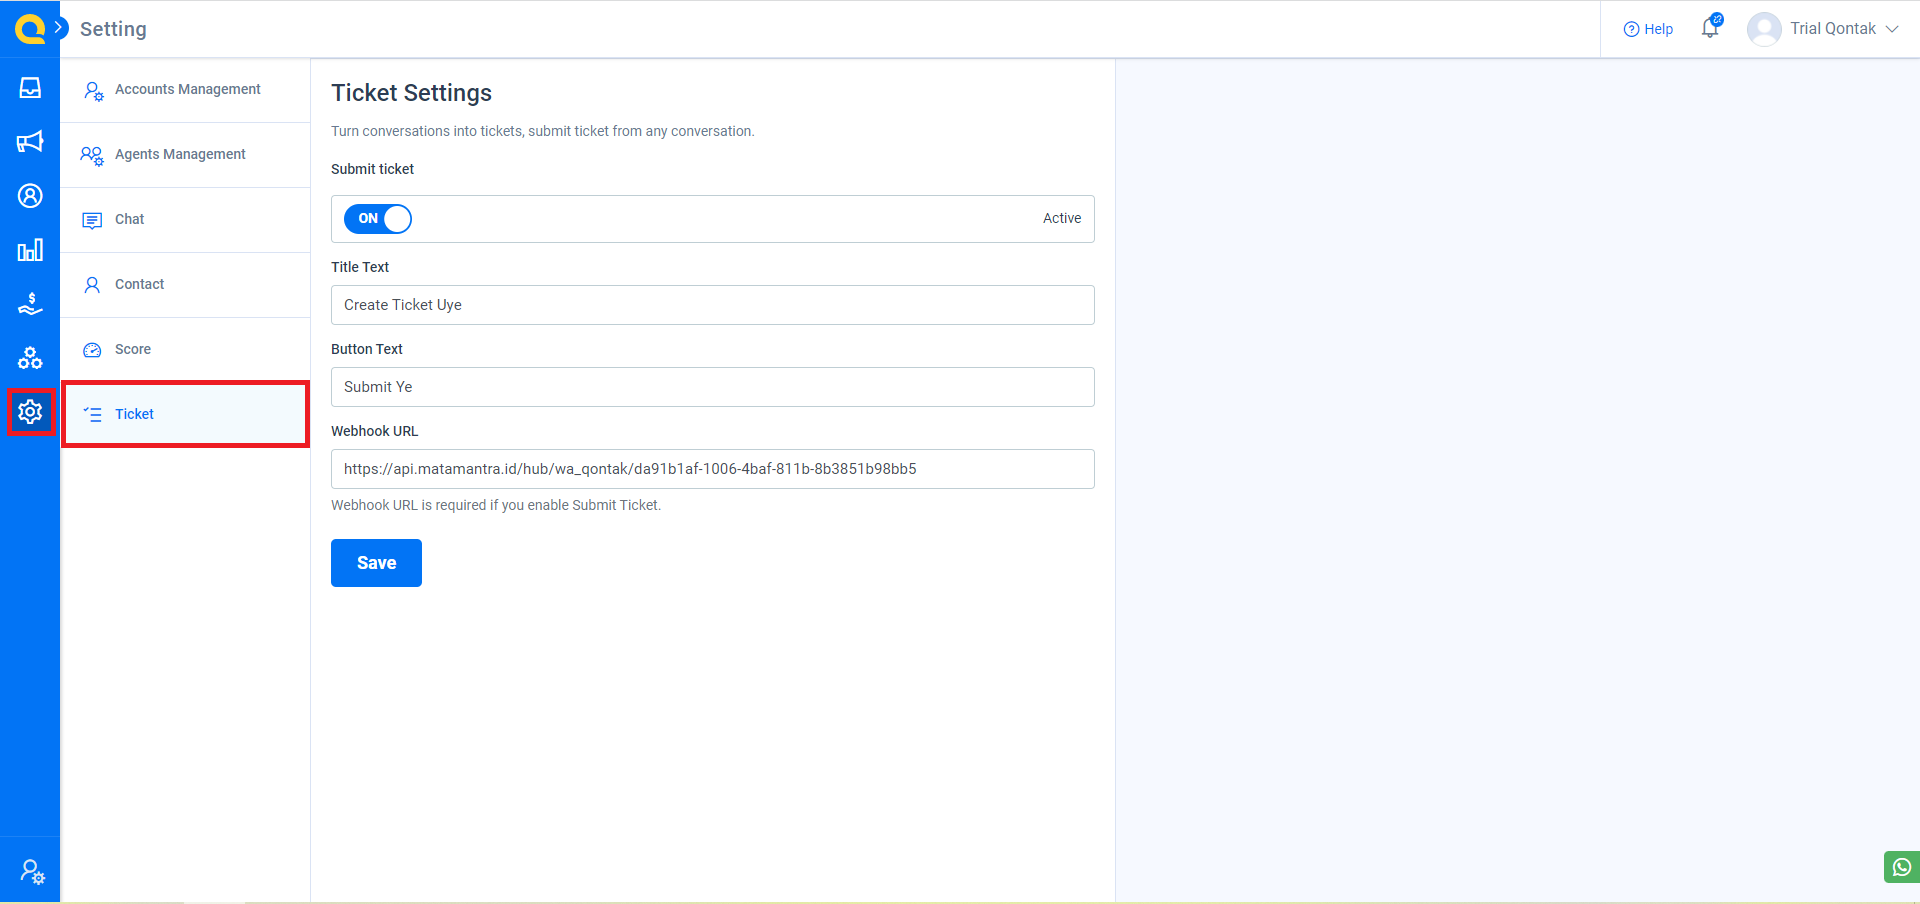 Setting
Help
Trial Qontak
Accounts Management
Agents Management
Chat
Contact
Score
Ticket
Ticket Settings
Turn conversations into tickets, submit ticket from any conversation.
Submit ticket
ON
Active
Title Text
Create Ticket Uye
Button Text
Submit Ye
Webhook URL
https://api.matamantra.id/hub/wa_qontak/da91b1af-1006-4baf-811b-8b3851b98bb5
Webhook URL is required if you enable Submit Ticket.
Save